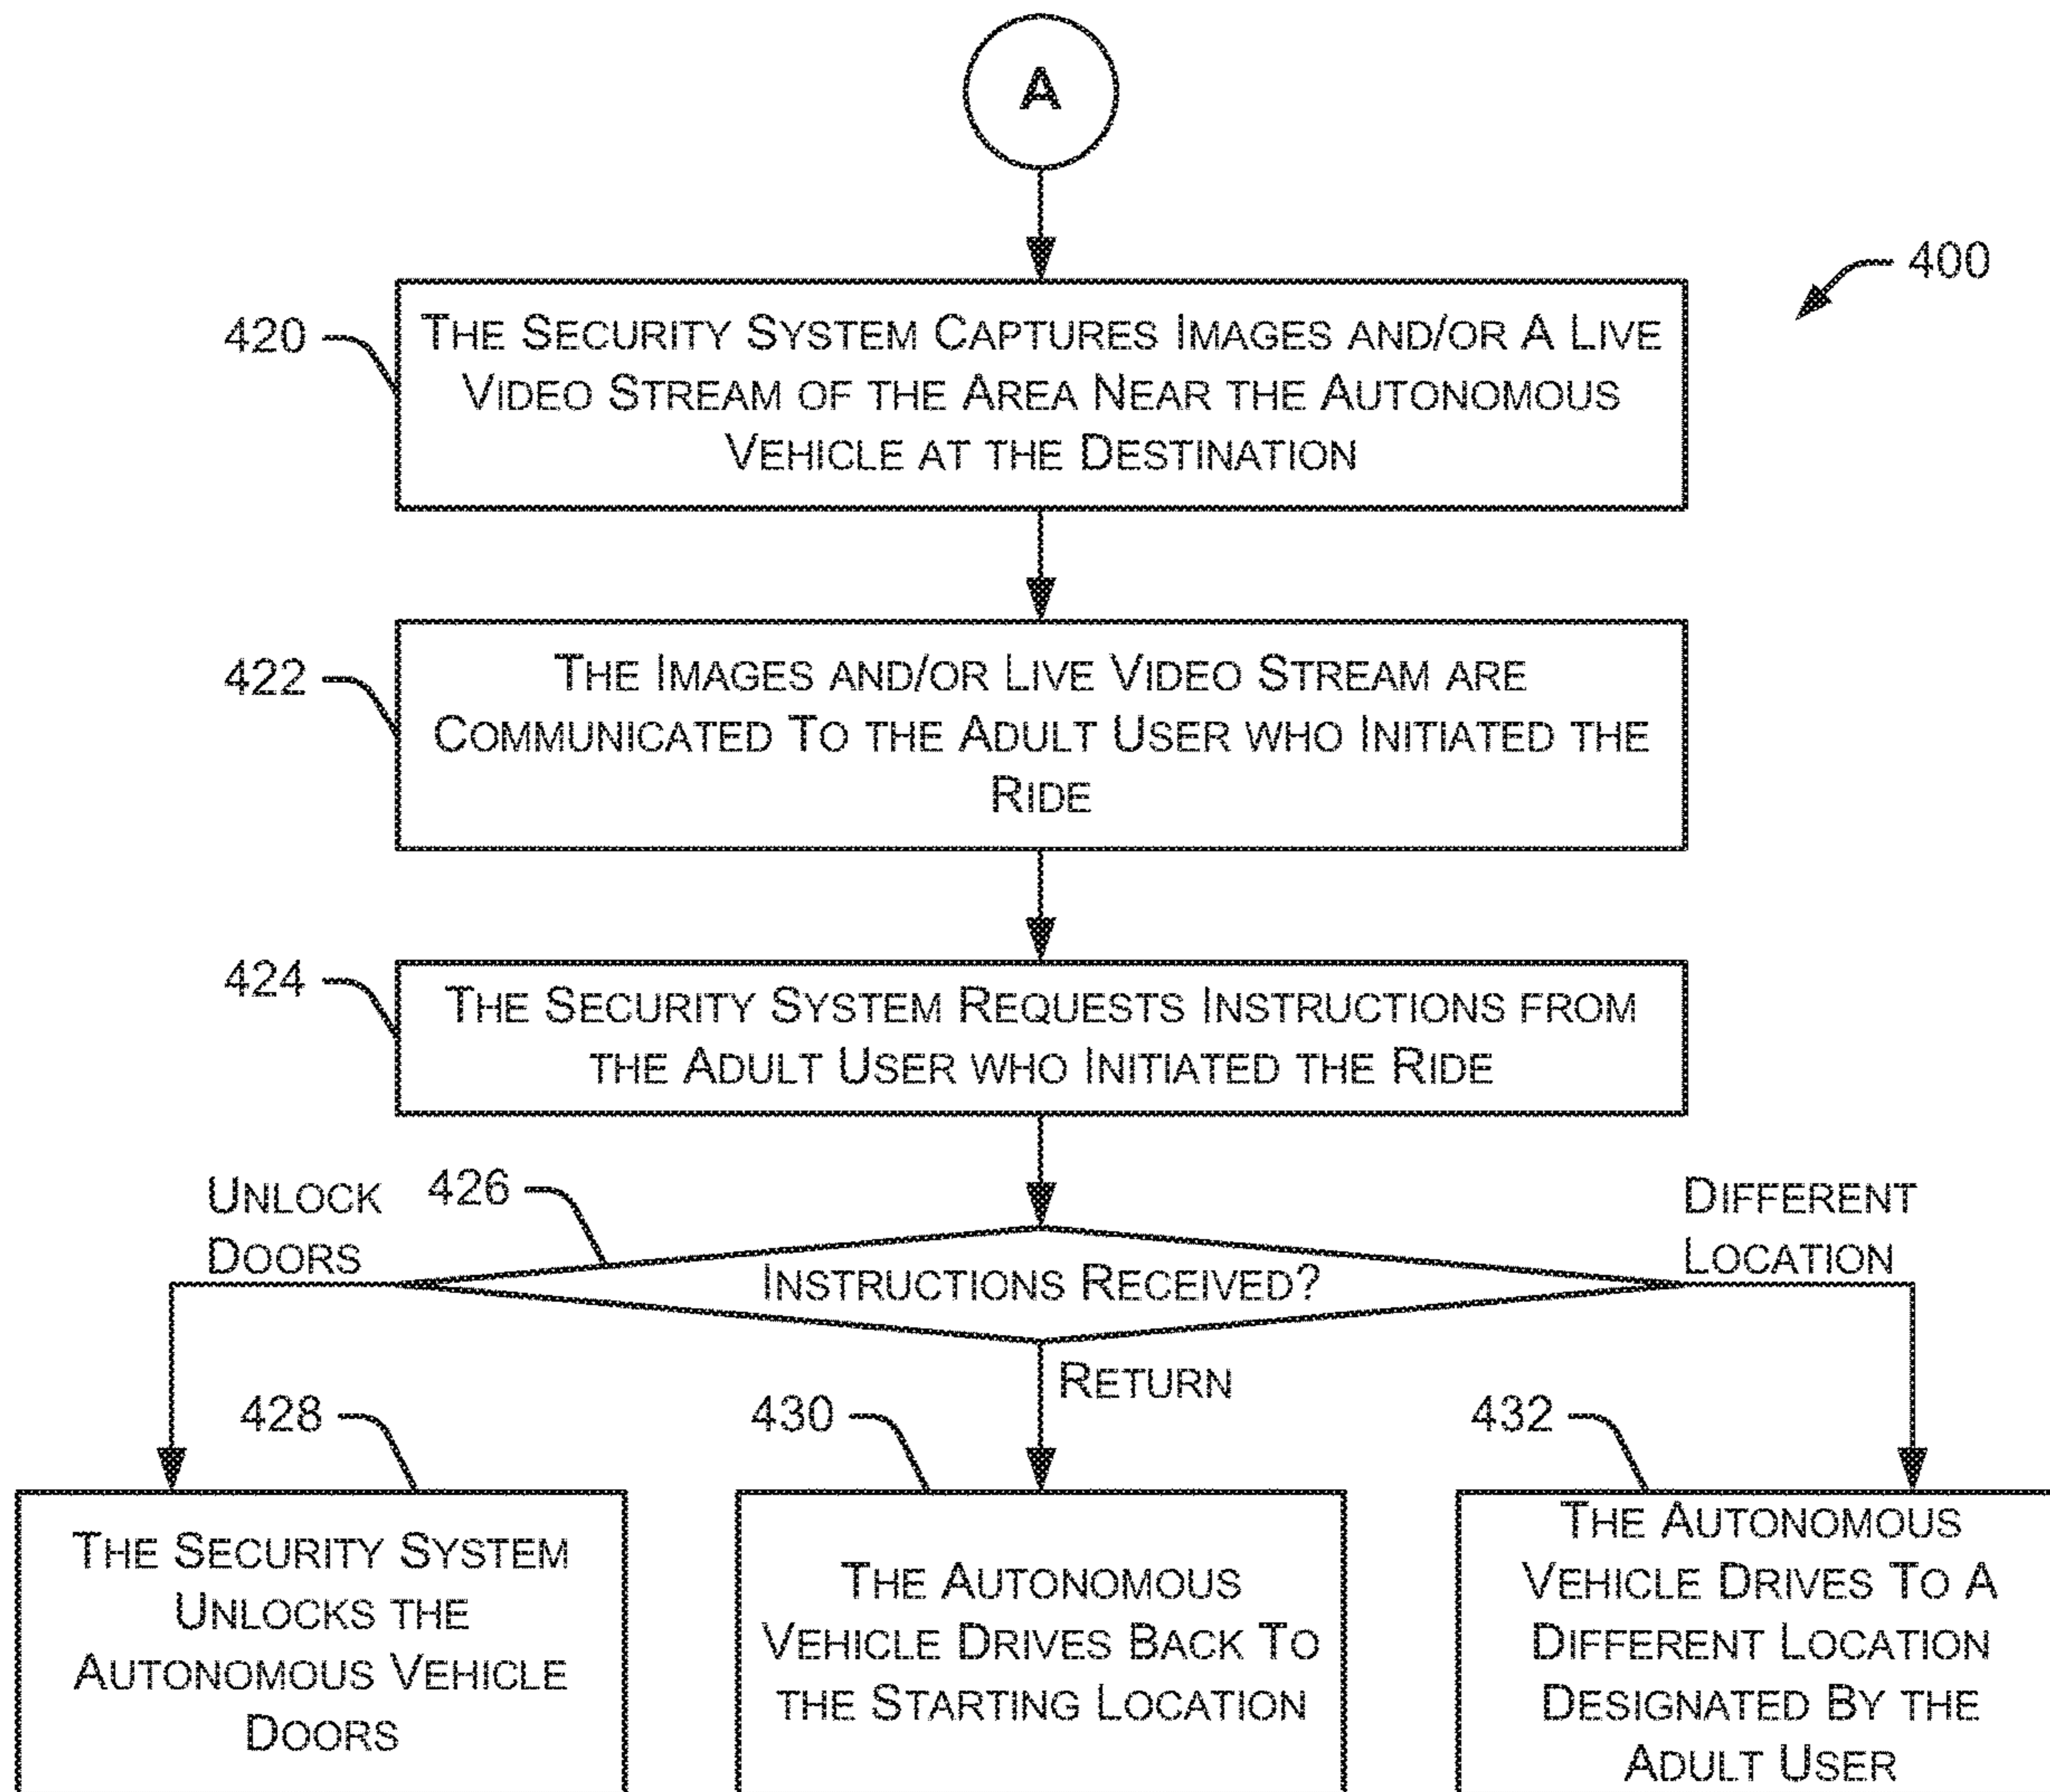 A
400
420
THE SECURITY SYSTEM CAPTURES IMAGES AND/OR A LIVE
VIDEO STREAM OF THE AREA NEAR THE AUTONOMOUS
VEHICLE AT THE DESTINATION
422
THE IMAGES AND/OR LIVE VIDEO STREAM ARE
COMMUNICATED TO THE ADULT USER WHO INITIATED THE
RIDE
424
THE SECURITY SYSTEM REQUESTS INSTRUCTIONS FROM
THE ADULT USER WHO INITIATED THE RIDE
UNLOCK
DOORS
426
DIFFERENT
LOCATION
INSTRUCTIONS RECEIVED?
RETURN
428
THE SECURITY SYSTEM
UNLOCKS THE
AUTONOMOUS VEHICLE
DOORS
430
THE AUTONOMOUS
VEHICLE DRIVES BACK TO
THE STARTING LOCATION
432
THE AUTONOMOUS
VEHICLE DRIVES TO A
DIFFERENT LOCATION
DESIGNATED BY THE
ADULT USER